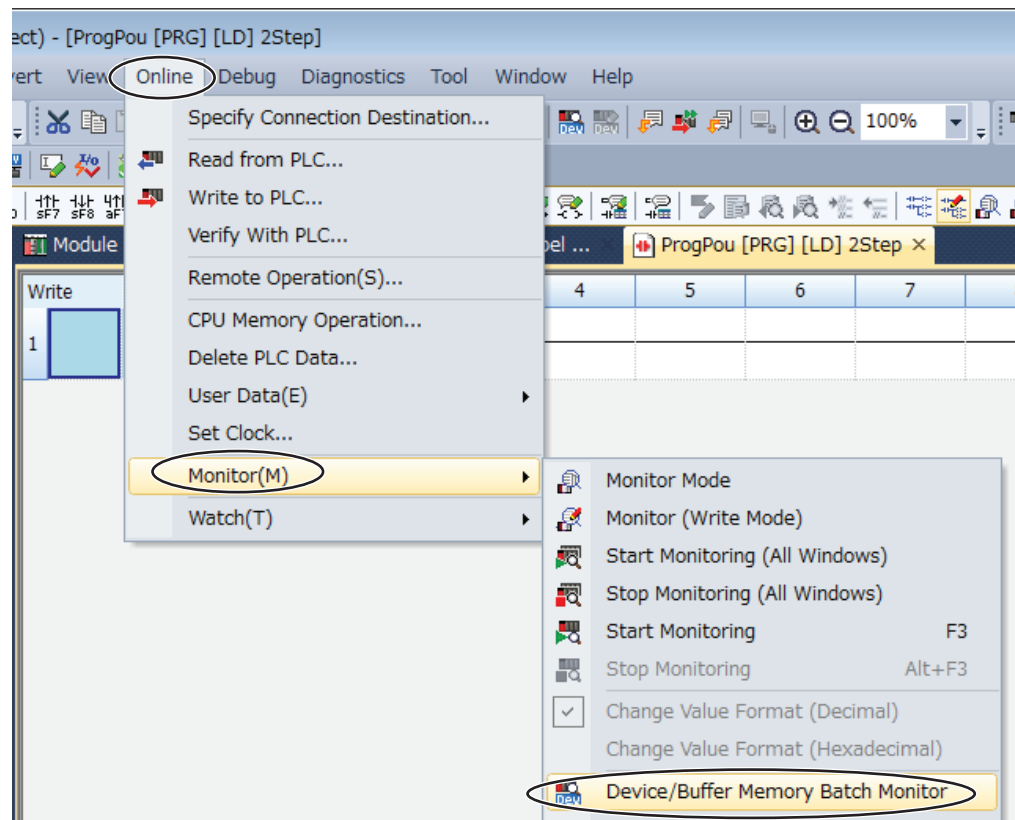 ect) - [ProgPou [PRG] [LD] 2Step]
ert View Online Debug Diagnostics Tool Window Help
Specify Connection Destination...
100%
Read from PLC...
Write to PLC...
sF7 sF8 aF
Verify With PLC...
Module
el ...
ProgPou [PRG] [LD] 2Step ×
Remote Operation(S)...
Write
4 5 6 7
CPU Memory Operation...
1
Delete PLC Data...
User Data(E)
Set Clock...
Monitor(M)
Watch(T)
Monitor Mode
Monitor (Write Mode)
Start Monitoring (All Windows)
Stop Monitoring (All Windows)
Start Monitoring F3
Stop Monitoring Alt+F3
Change Value Format (Decimal)
Change Value Format (Hexadecimal)
Device/Buffer Memory Batch Monitor